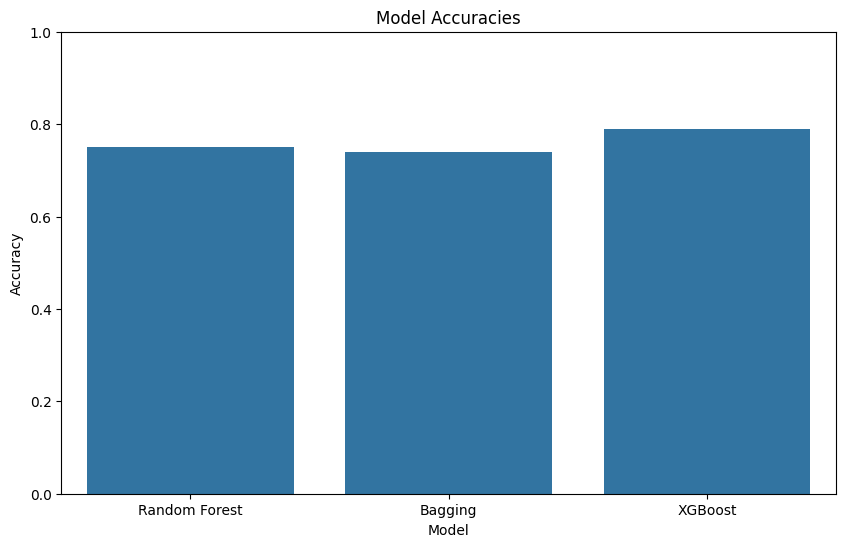 Model Accuracies
1.0
0.8
0.6
0.4
0.2
0.0
Accuracy
Random Forest
Bagging
XGBoost
Model